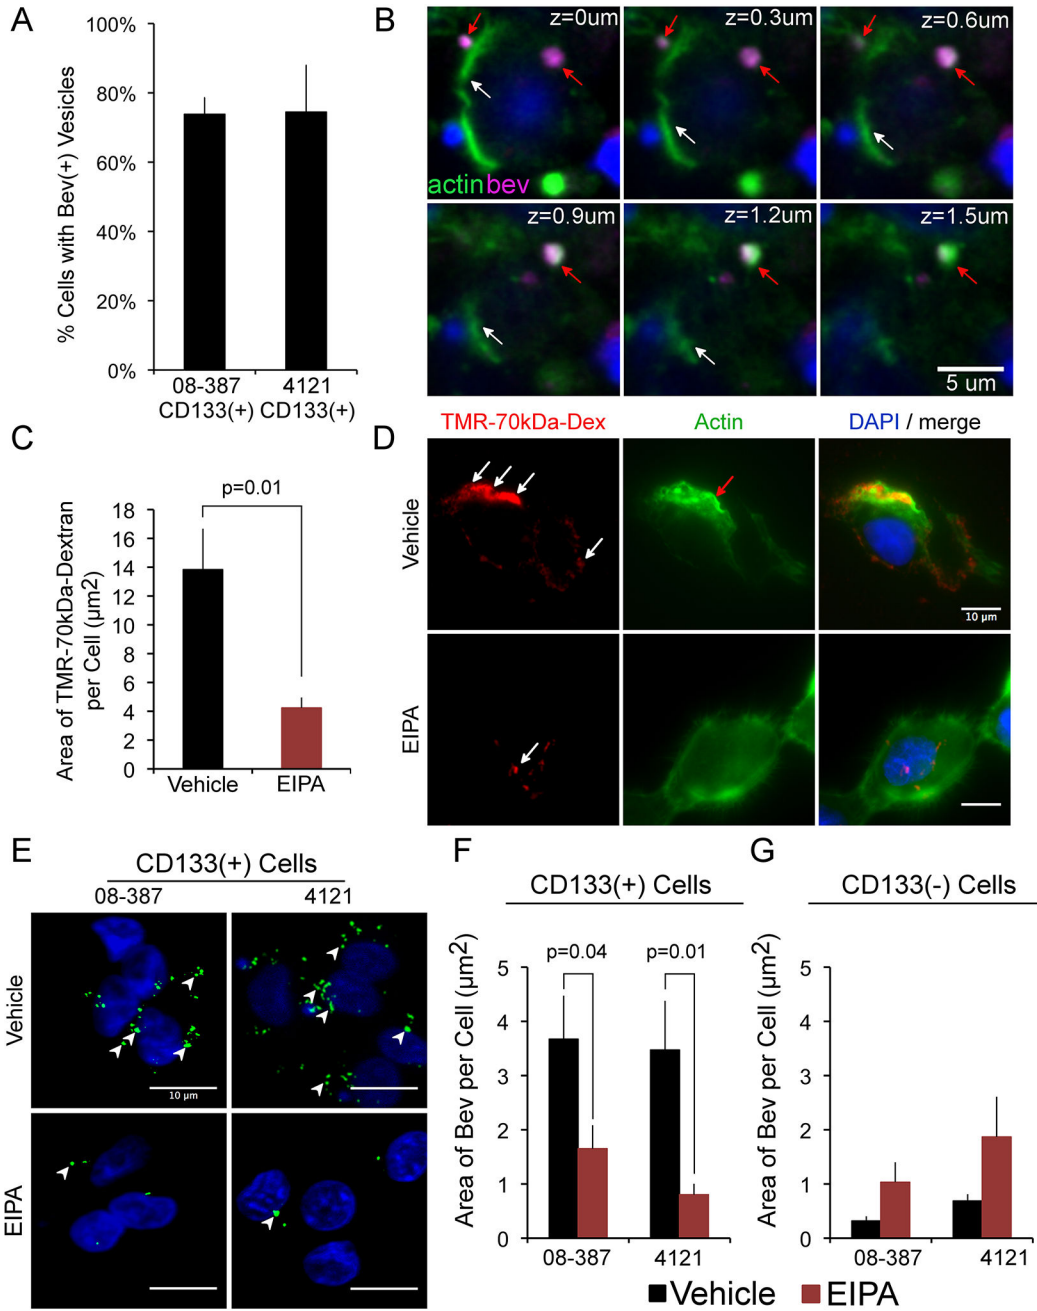 A
% Cells with Bev(+) Vesicles
100%
80%
60%
40%
20%
0%
08-387
CD133(+)
4121
CD133(+)
B
z=0um
z=0.3um
z=0.6um
actin bev
z=0.9um
z=1.2um
z=1.5um
5 um
C
p=0.01
Area of TMR-70kDa-Dextran
per Cell (µm2)
18
16
14
12
10
8
6
4
2
0
Vehicle
EIPA
D
TMR-70kDa-Dex
Actin
DAPI / merge
Vehicle
10 µm
EIPA
E
CD133(+) Cells
08-387
4121
Vehicle
10 µm
EIPA
F
CD133(+) Cells
Area of Bev per Cell (µm2)
p=0.04
p=0.01
5
4
3
2
1
0
08-387
4121
G
CD133(-) Cells
Area of Bev per Cell (µm2)
5
4
3
2
1
0
08-387
4121
Vehicle
EIPA